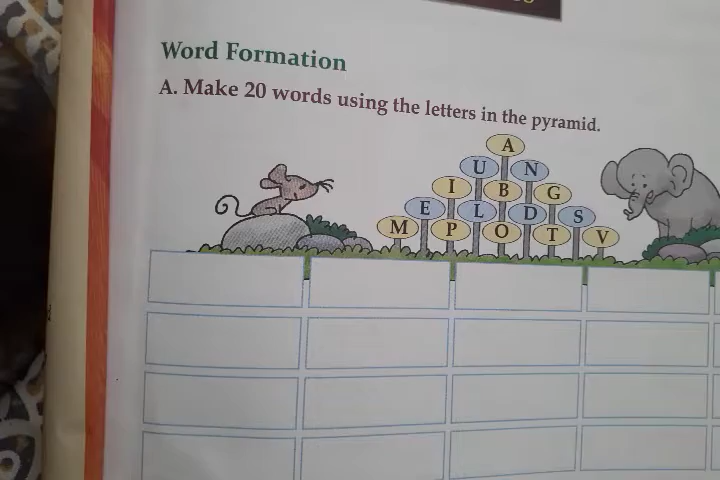 Word Formation
A. Make 20 words using the letters in the pyramid.
A
U N
I B G
E L D S
M P O T V